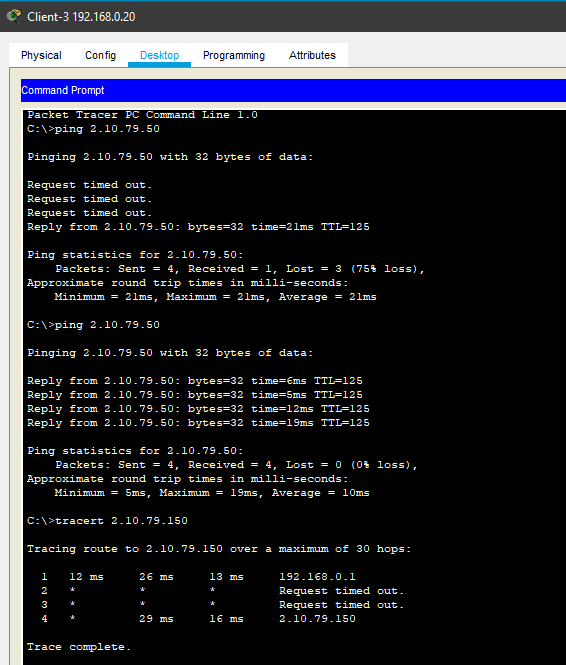 Client-3 192.168.0.20
Physical Config Desktop Programming Attributes
Command Prompt
Packet Tracer PC Command Line 1.0
C:\>ping 2.10.79.50
Pinging 2.10.79.50 with 32 bytes of data:
Request timed out.
Request timed out.
Request timed out.
Reply from 2.10.79.50: bytes=32 time=21ms TTL=125
Ping statistics for 2.10.79.50:
Packets: Sent = 4, Received = 1, Lost = 3 (75% loss),
Approximate round trip times in milli-seconds:
Minimum = 21ms, Maximum = 21ms, Average = 21ms
C:\>ping 2.10.79.50
Pinging 2.10.79.50 with 32 bytes of data:
Reply from 2.10.79.50: bytes=32 time=6ms TTL=125
Reply from 2.10.79.50: bytes=32 time=5ms TTL=125
Reply from 2.10.79.50: bytes=32 time=12ms TTL=125
Reply from 2.10.79.50: bytes=32 time=19ms TTL=125
Ping statistics for 2.10.79.50:
Packets: Sent = 4, Received = 4, Lost = 0 (0% loss),
Approximate round trip times in milli-seconds:
Minimum = 5ms, Maximum = 19ms, Average = 10ms
C:\>tracert 2.10.79.150
Tracing route to 2.10.79.150 over a maximum of 30 hops:
1 12 ms 26 ms 13 ms 192.168.0.1
2 * * * Request timed out.
3 * * * Request timed out.
4 * 29 ms 16 ms 2.10.79.150
Trace complete.